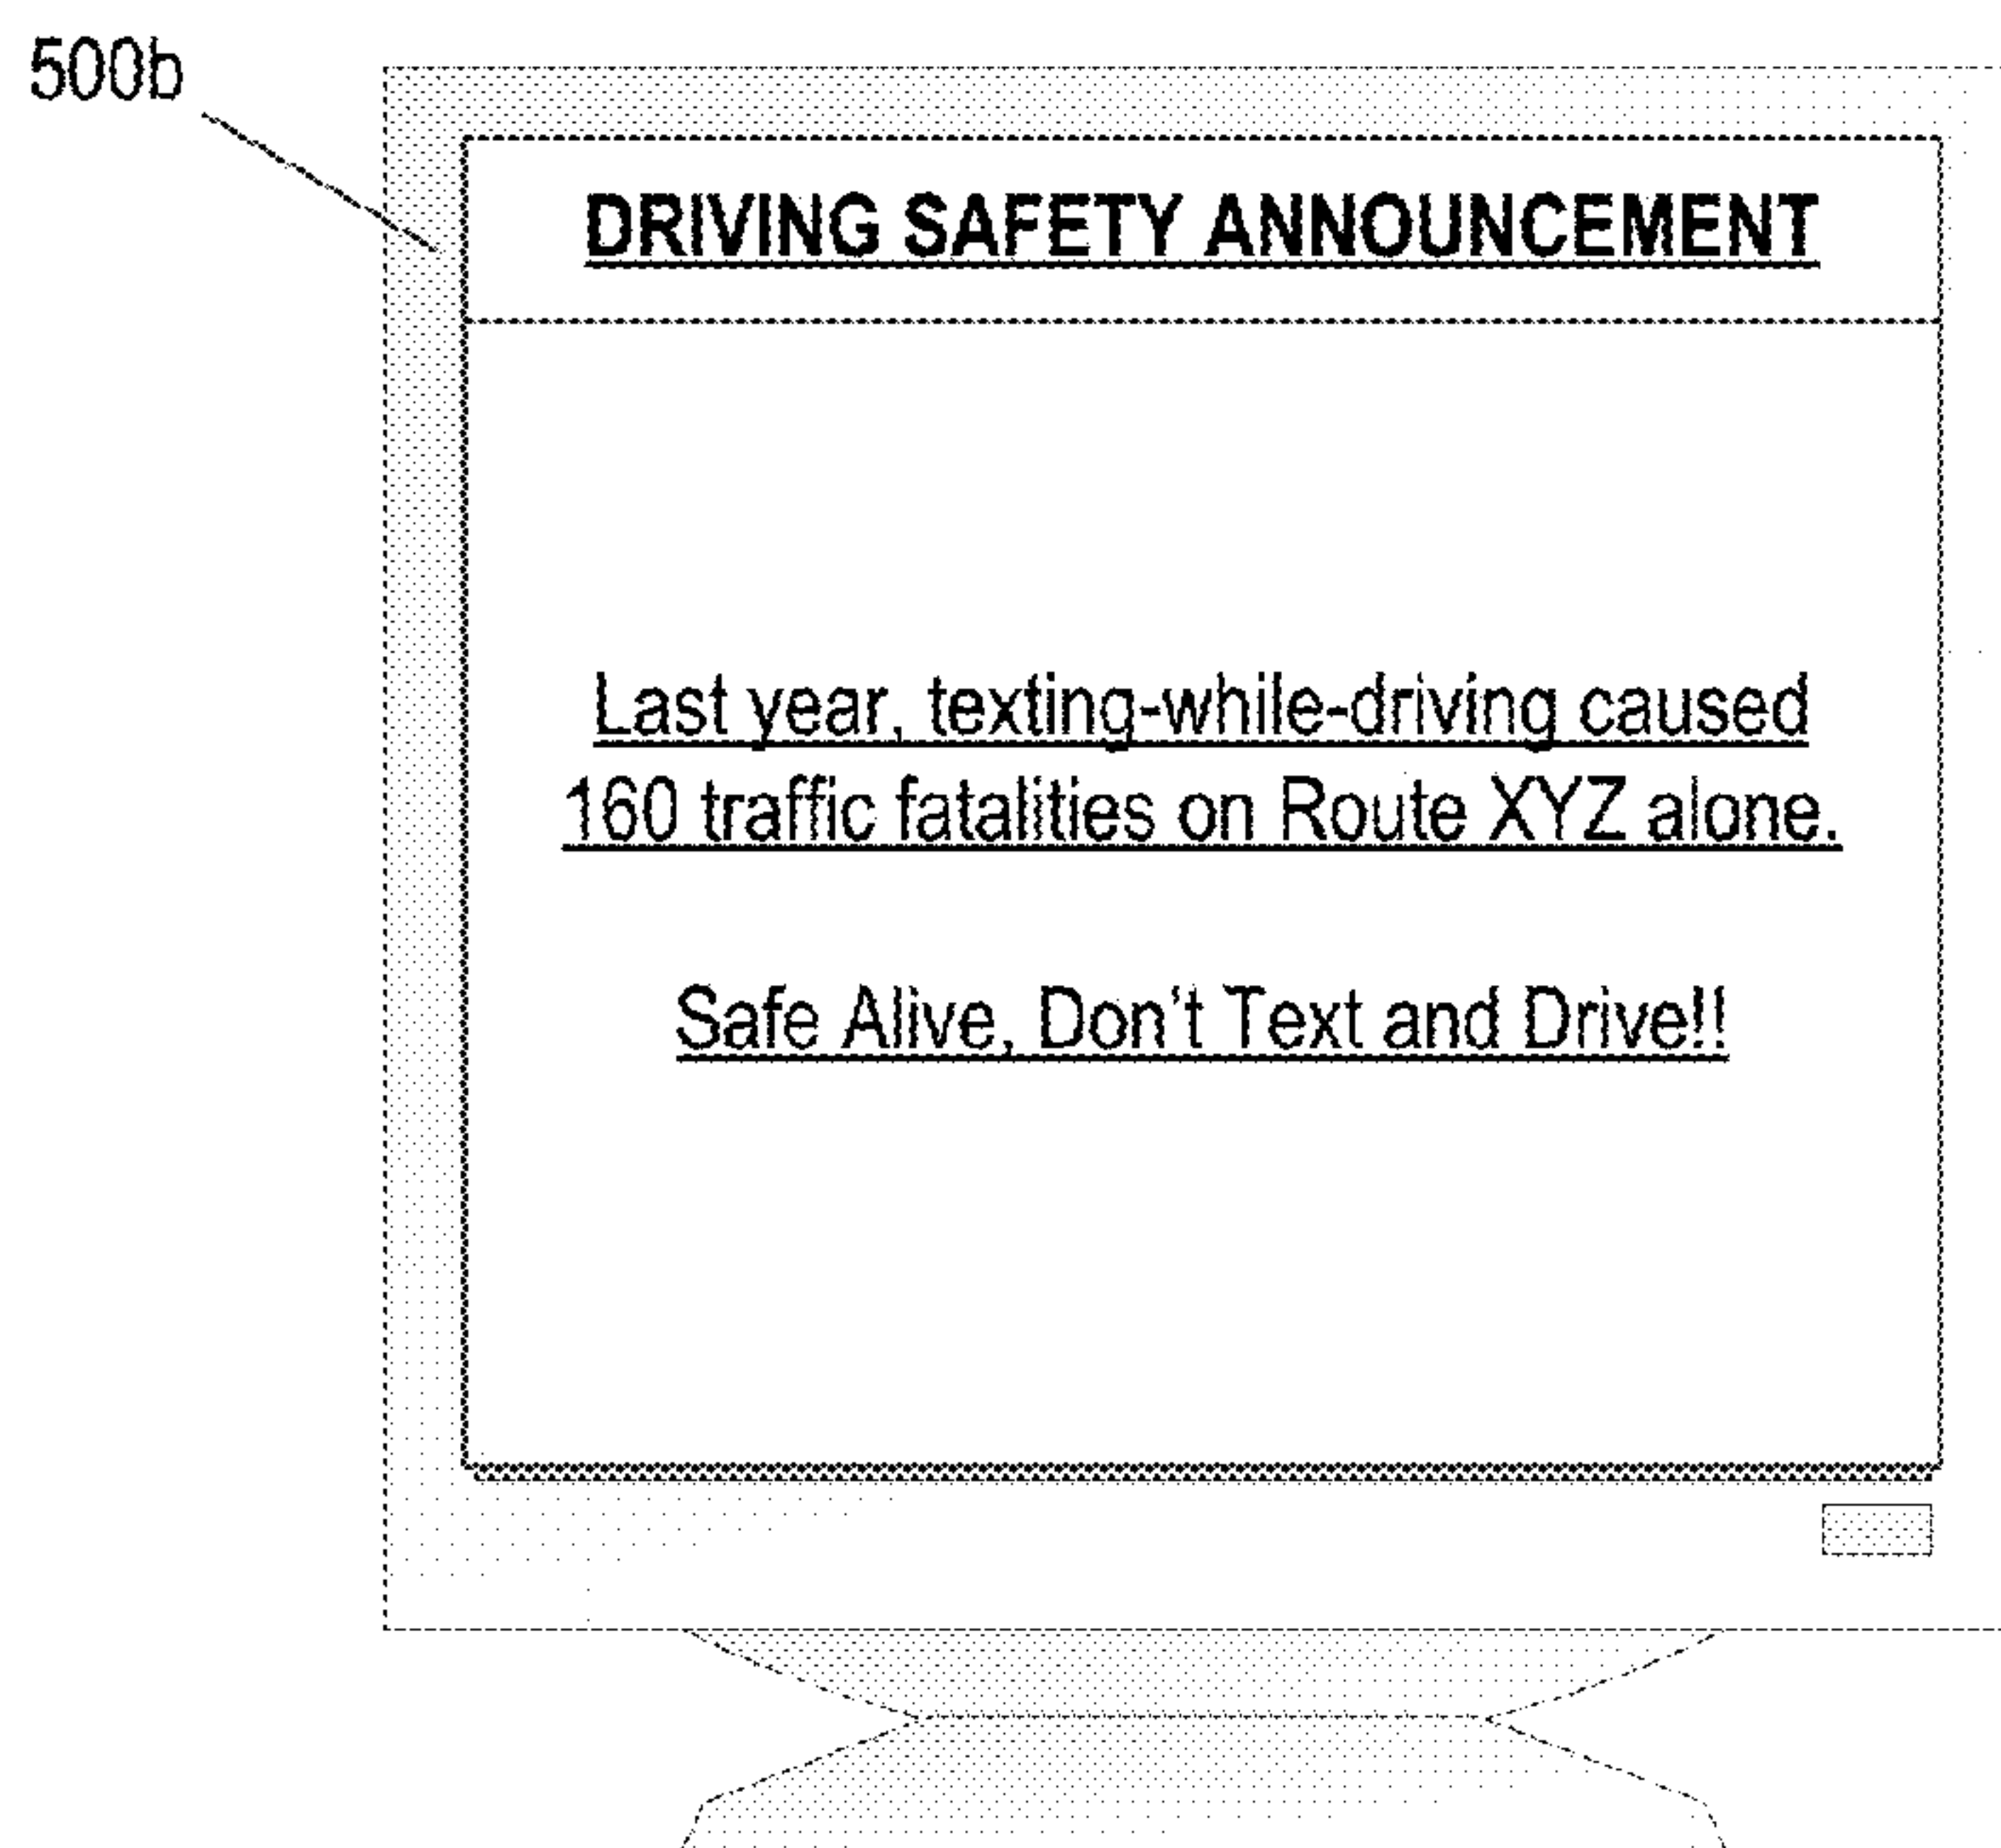 500b
DRIVING SAFETY ANNOUNCEMENT
Last year, texting-while-driving caused
160 traffic fatalities on Route XYZ alone.
Safe Alive, Don't Text and Drive!!